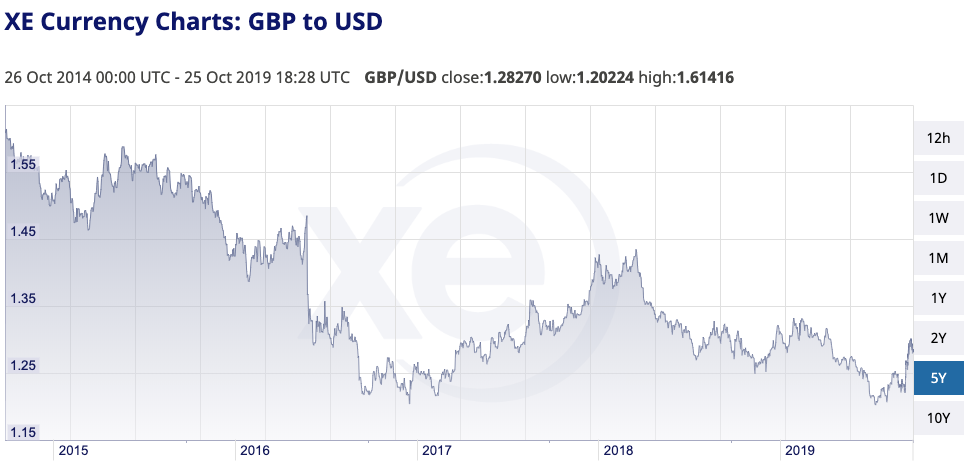 XE Currency Charts: GBP to USD
26 Oct 2014 00:00 UTC - 25 Oct 2019 18:28 UTC GBP/USD close:1.28270 low:1.20224 high:1.61416
1.55
1.45
1.35
1.25
1.15
xe
2015 2016 2017 2018 2019
12h
1D
1W
1M
1Y
2Y
5Y
10Y